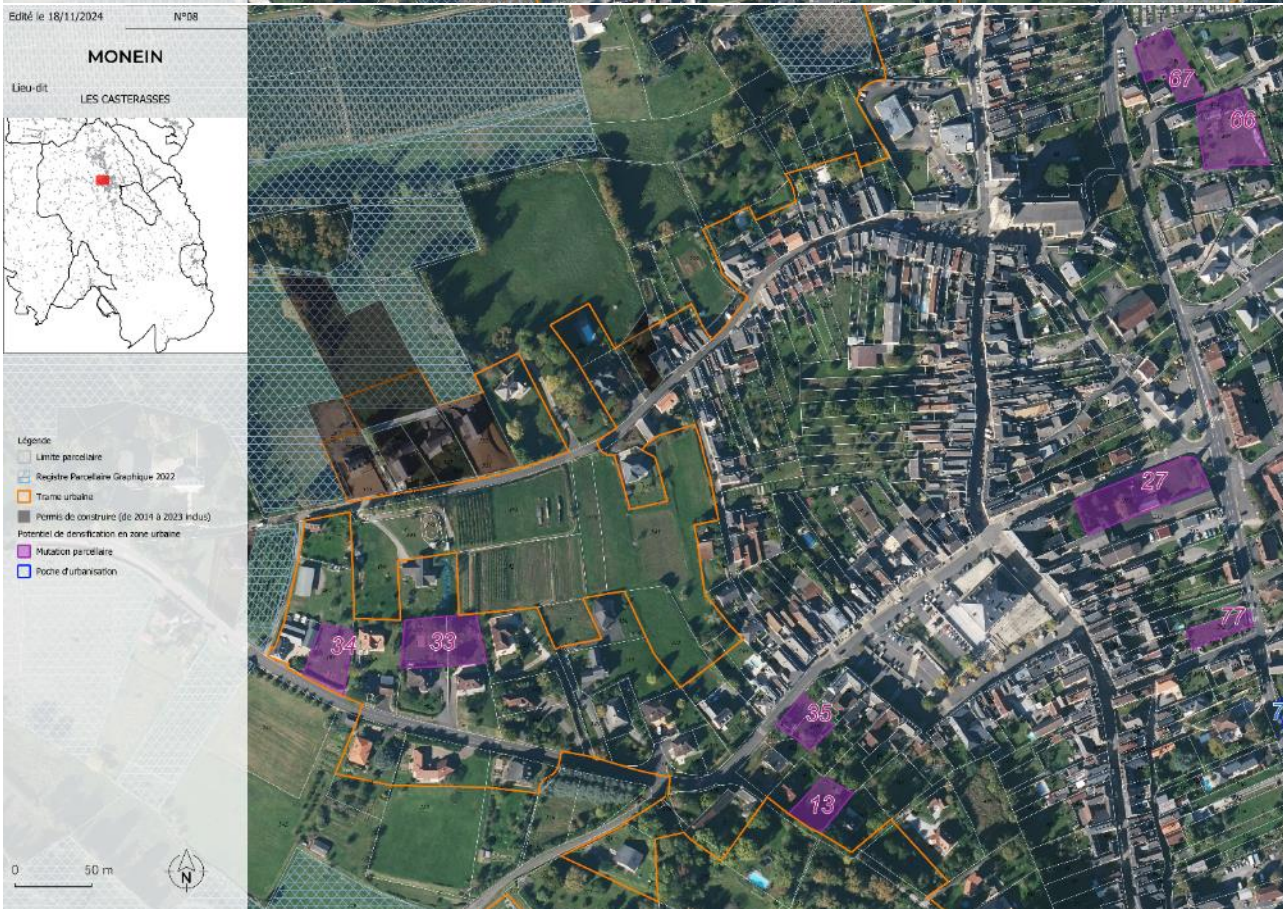 Edité le 18/11/2024 N°08
MONEIN
Lieu-dit
LES CASTERASSES
Légende
Limite parcellaire
Registre Parcellaire Graphique 2022
Trame urbaine
Permis de construire (de 2014 à 2023 inclus)
Potentiel de densification en zone urbaine
Mutation parcellaire
Poche d'urbanisation
0 50 m
N
67
66
27
34
33
77
35
7
13